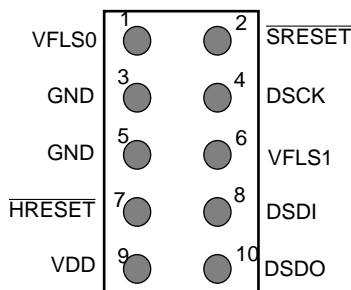 VFLS0 1 2 SRESET
GND 3 4 DSCK
GND 5 6 VFLS1
HRESET 7 8 DSDI
VDD 9 10 DSDO